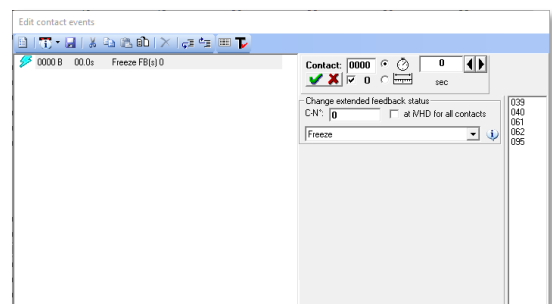 Edit contact events
0000 B 00.0s Freeze FB(s) 0
Contact: 0000 0
0 sec
Change extended feedback status
C-N°: 0 at iVHD for all contacts
Freeze
039
040
061
062
095